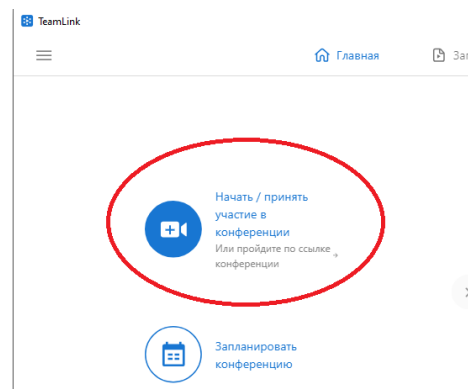 TeamLink
Главная
Начать / принять
участие в
конференции
Или пройдите по ссылке
конференции
Запланировать
конференцию